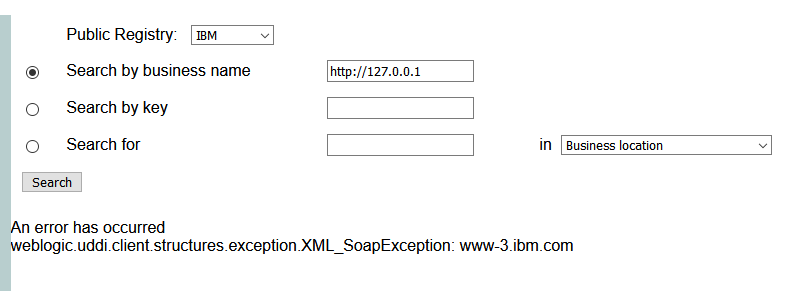 Public Registry: IBM
Search by business name http://127.0.0.1
Search by key
Search for in Business location
Search
An error has occurred
weblogic.uddi.client.structures.exception.XML_SoapException: www-3.ibm.com